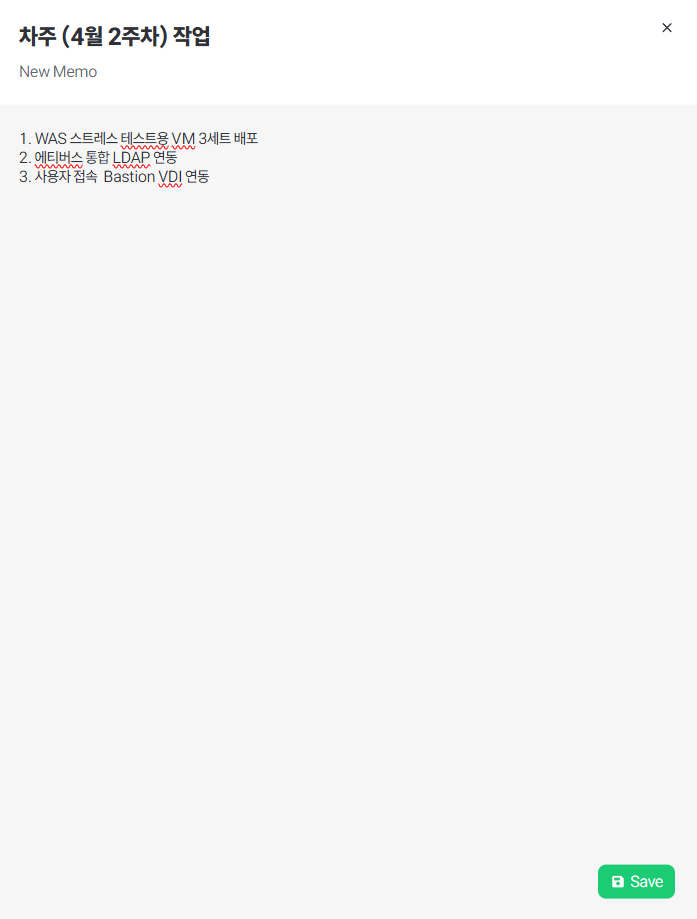 차주 (4월 2주차) 작업
New Memo
1. WAS 스트레스 테스트용 VM 3세트 배포
2. 에티버스 통합 LDAP 연동
3. 사용자 접속  Bastion VDI 연동
Save